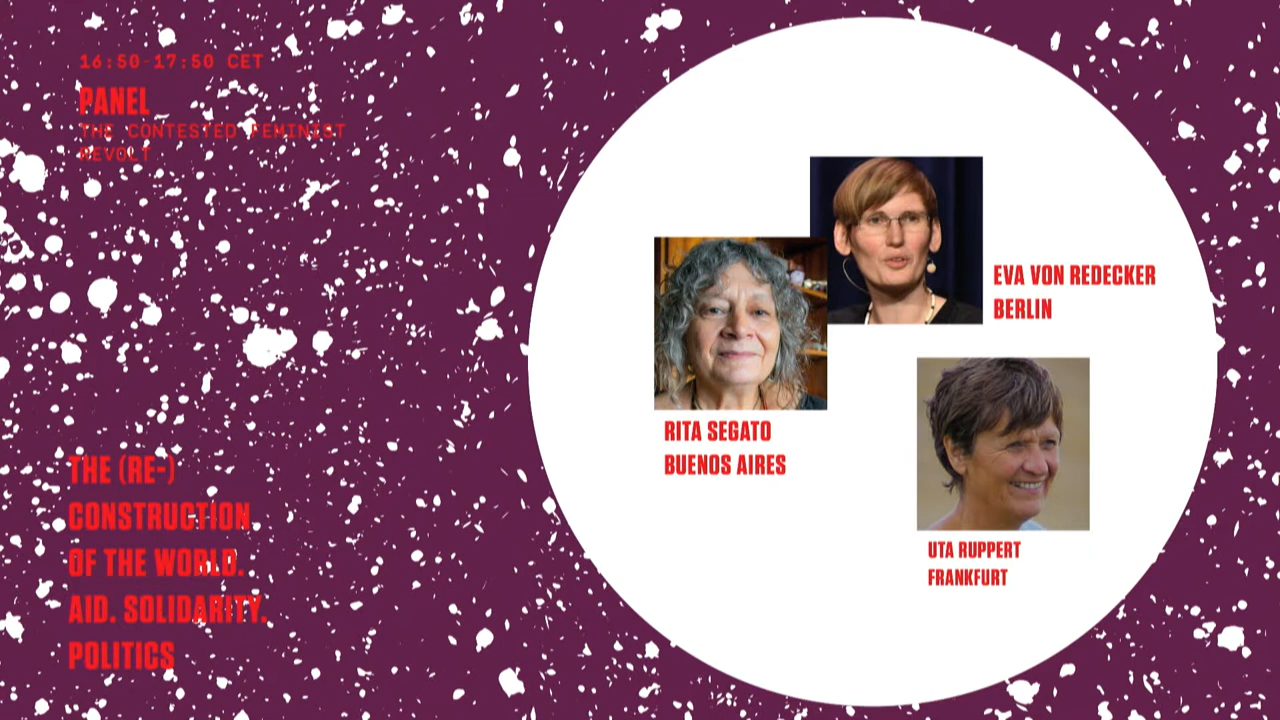 16:50-17:50 CET
PANEL
THE CONTESTED FEMINIST
REVOLT
THE (RE-)
CONSTRUCTION
OF THE WORLD.
AID. SOLIDARITY.
POLITICS
EVA VON REDECKER
BERLIN
RITA SEGATO
BUENOS AIRES
UTA RUPPERT
FRANKFURT